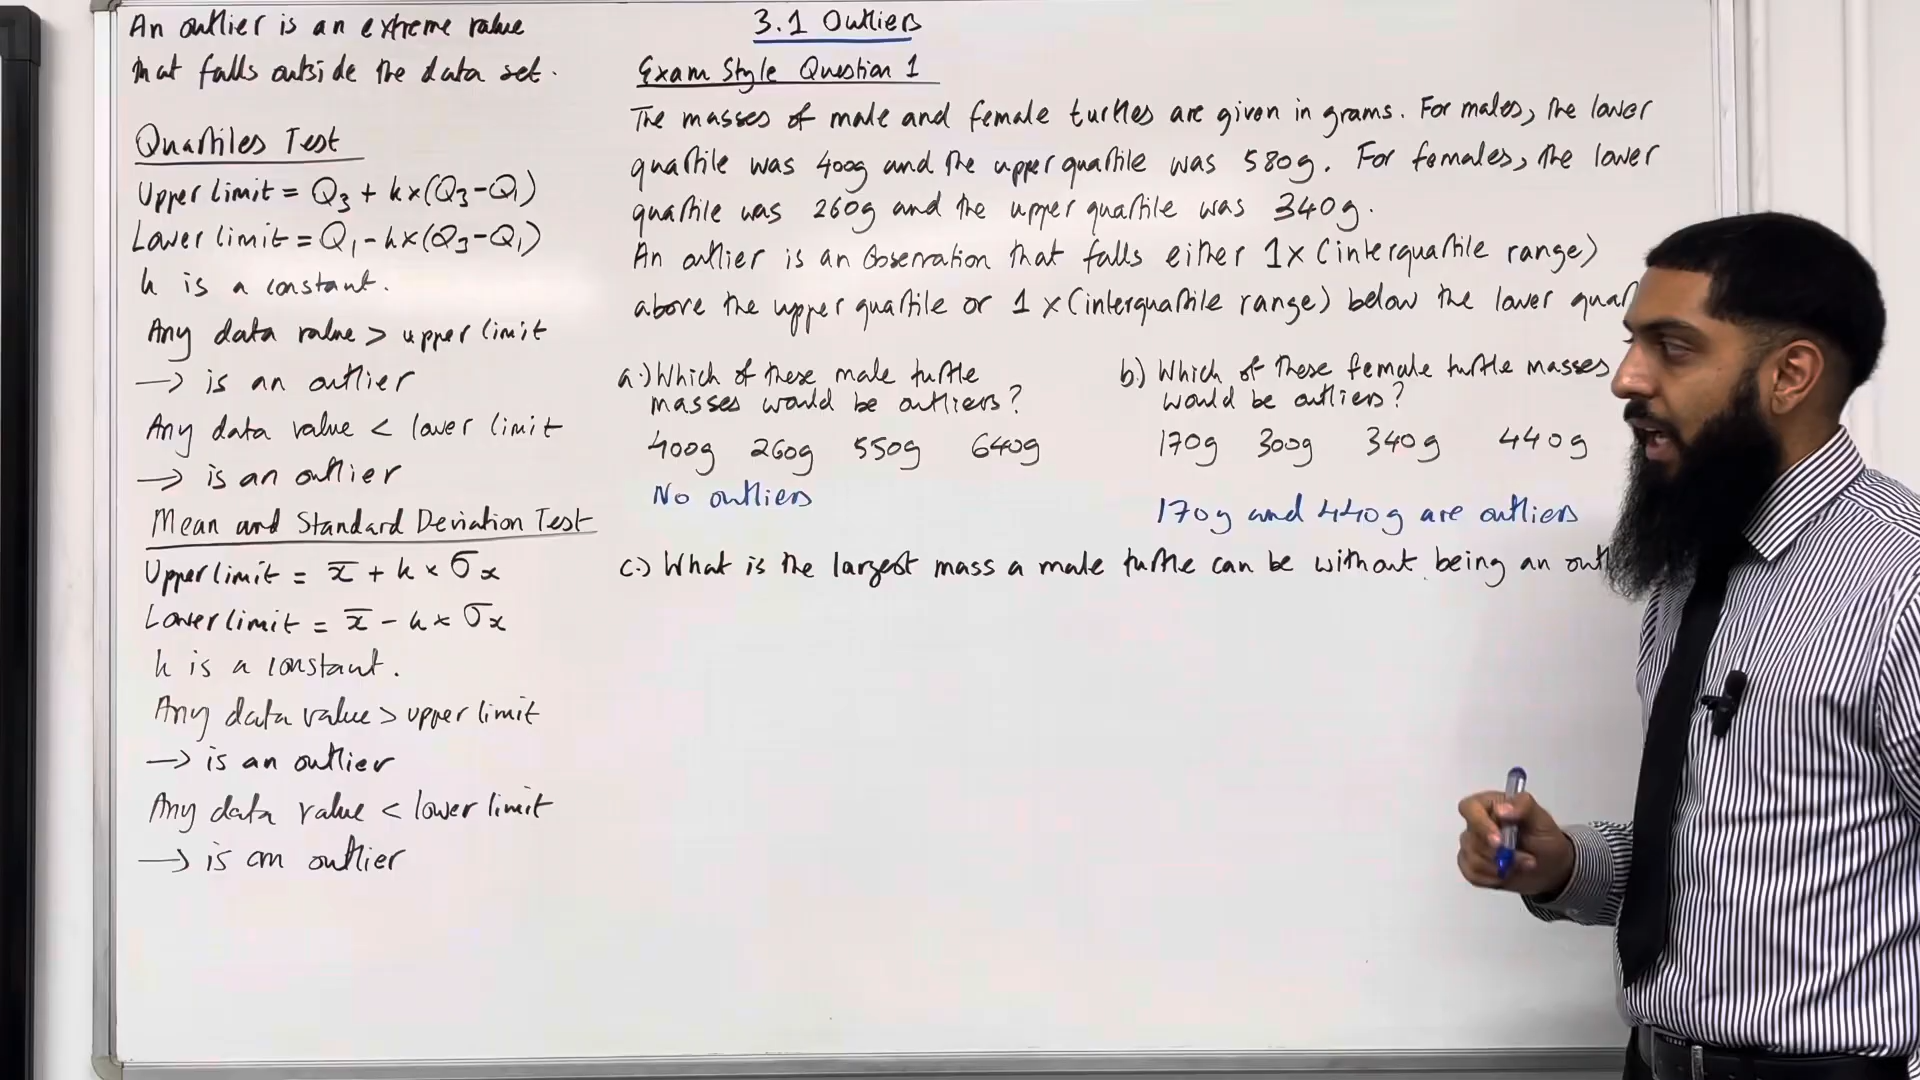 An outlier is an extreme value
that falls outside the data set.
Quartiles Test
Upper limit = Q₃ + k×(Q₃-Q₁)
Lower limit = Q₁ - k×(Q₃-Q₁)
k is a constant.
Any data value > upper limit
→ is an outlier
Any data value < lower limit
→ is an outlier
Mean and Standard Deviation Test
Upper limit = x̄ + k × σₓ
Lower limit = x̄ - k × σₓ
k is a constant.
Any data value > upper limit
→ is an outlier
Any data value < lower limit
→ is an outlier
3.1 Outliers
Exam Style Question 1
The masses of male and female turtles are given in grams. For males, the lower
quartile was 400g and the upper quartile was 580g. For females, the lower
quartile was 260g and the upper quartile was 340g.
An outlier is an observation that falls either 1×(interquartile range)
above the upper quartile or 1×(interquartile range) below the lower quar
a.) Which of these male turtle
masses would be outliers?
400g 260g 550g 640g
No outliers
b.) Which of these female turtle masses
would be outliers?
170g 300g 340g 440g
170g and 440g are outliers
c.) What is the largest mass a male turtle can be without being an outl